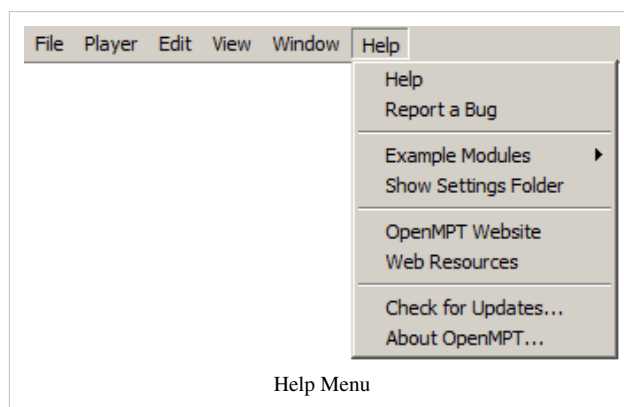 File Player Edit View Window Help
Help
Report a Bug
Example Modules
Show Settings Folder
OpenMPT Website
Web Resources
Check for Updates...
About OpenMPT...
Help Menu